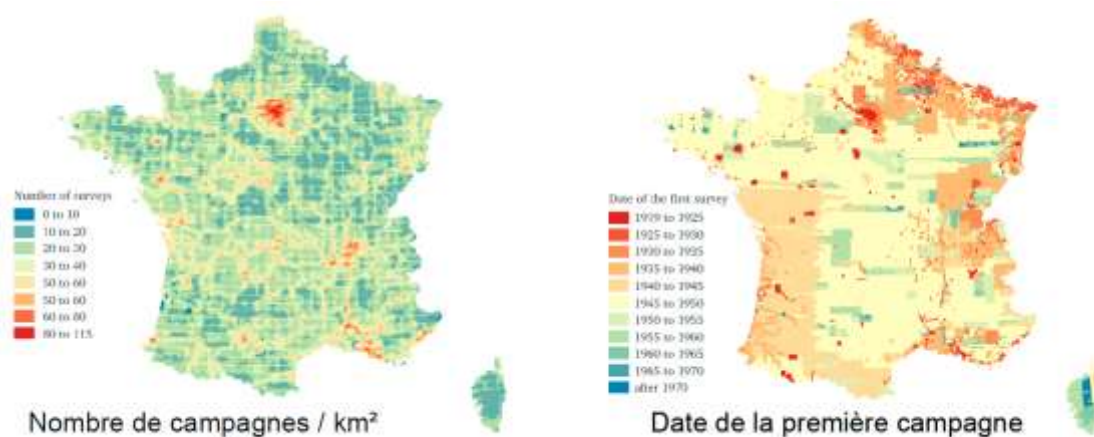 Number of surveys
0 to 10
10 to 20
20 to 30
30 to 40
50 to 60
50 to 60
60 to 80
80 to 115
Nombre de campagnes / km²
Date of the first survey
1919 to 1925
1925 to 1930
1930 to 1935
1935 to 1940
1940 to 1945
1945 to 1950
1950 to 1955
1955 to 1960
1960 to 1965
1965 to 1970
after 1970
Date de la première campagne